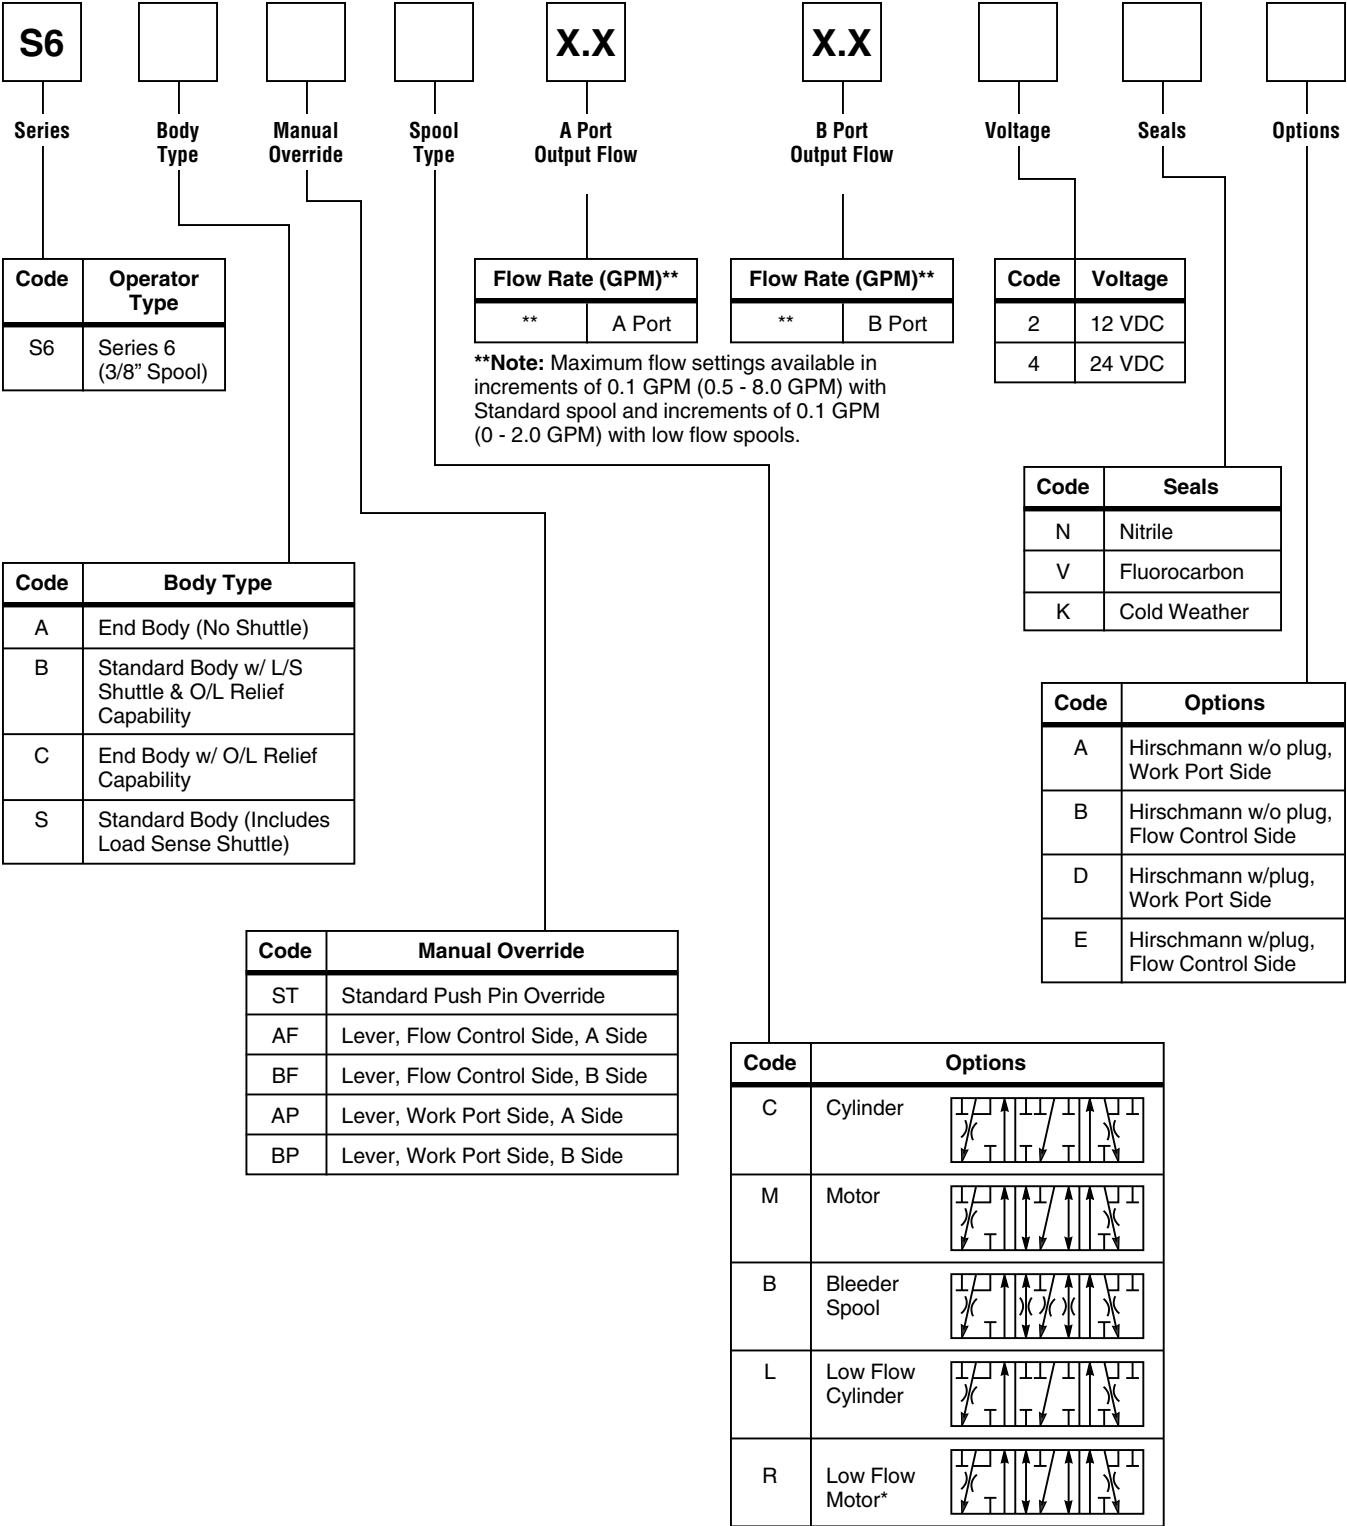 S6
X.X
X.X
Series
Body
Type
Manual
Override
Spool
Type
A Port
Output Flow
B Port
Output Flow
Voltage
Seals
Options
Code
Operator
Type
S6
Series 6
(3/8” Spool)
Flow Rate (GPM)**
** A Port
Flow Rate (GPM)**
** B Port
**Note: Maximum flow settings available in
increments of 0.1 GPM (0.5 - 8.0 GPM) with
Standard spool and increments of 0.1 GPM
(0 - 2.0 GPM) with low flow spools.
Code Voltage
2 12 VDC
4 24 VDC
Code Seals
N Nitrile
V Fluorocarbon
K Cold Weather
Code Body Type
A End Body (No Shuttle)
B Standard Body w/ L/S
Shuttle & O/L Relief
Capability
C End Body w/ O/L Relief
Capability
S Standard Body (Includes
Load Sense Shuttle)
Code Options
A Hirschmann w/o plug,
Work Port Side
B Hirschmann w/o plug,
Flow Control Side
D Hirschmann w/plug,
Work Port Side
E Hirschmann w/plug,
Flow Control Side
Code Manual Override
ST Standard Push Pin Override
AF Lever, Flow Control Side, A Side
BF Lever, Flow Control Side, B Side
AP Lever, Work Port Side, A Side
BP Lever, Work Port Side, B Side
Code Options
C Cylinder
M Motor
B Bleeder
Spool
L Low Flow
Cylinder
R Low Flow
Motor*